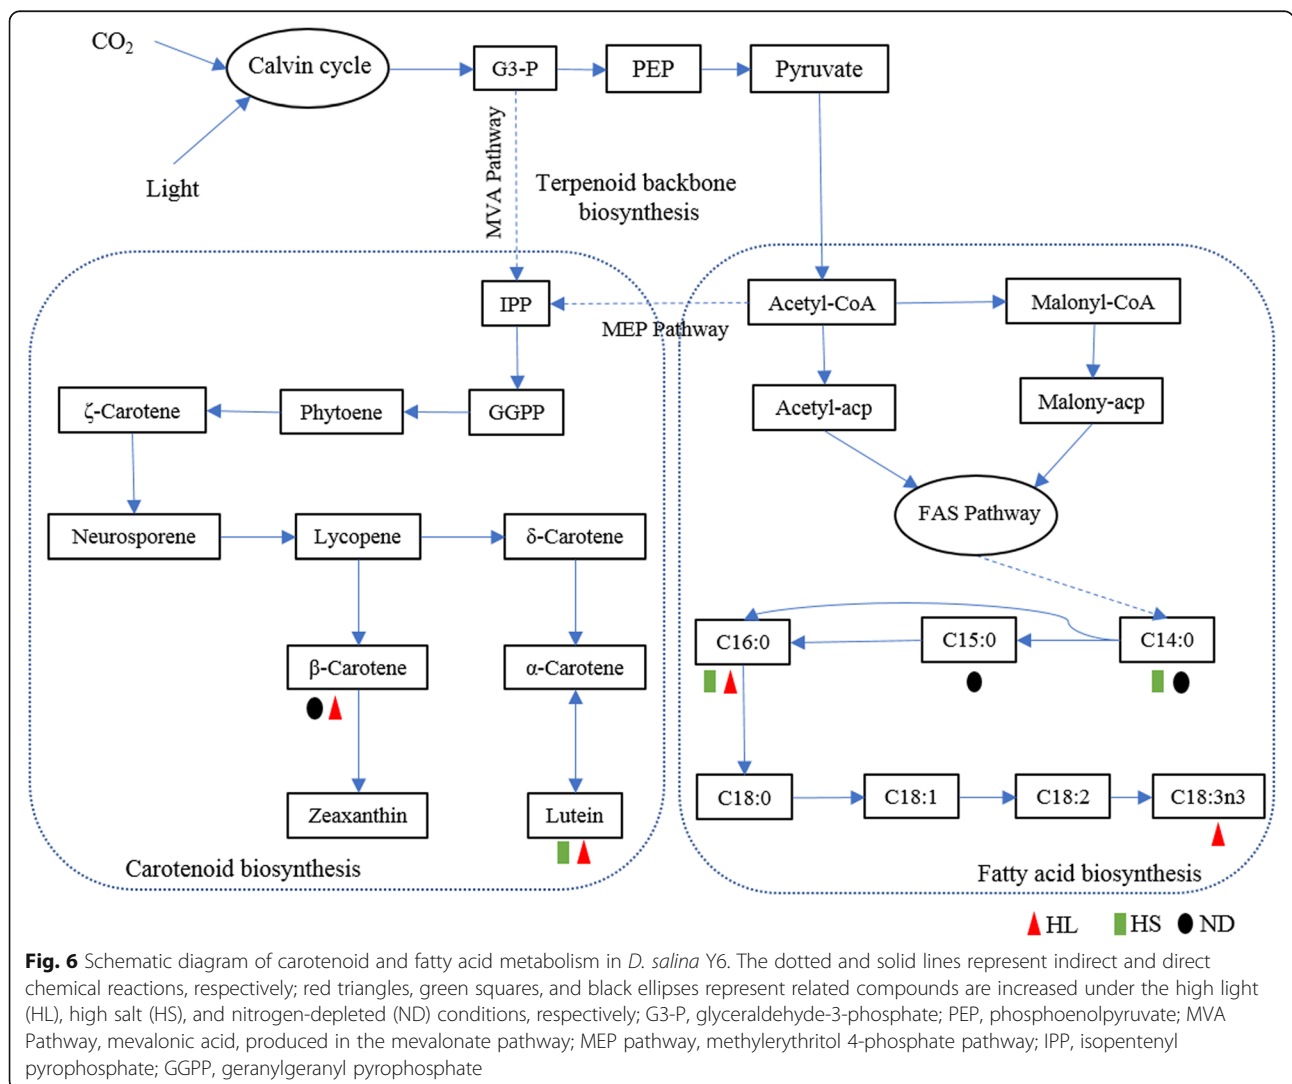 CO₂
Calvin cycle
G3-P
PEP
Pyruvate
Light
MVA Pathway
Terpenoid backbone
biosynthesis
IPP
MEP Pathway
Acetyl-CoA
Malonyl-CoA
ζ-Carotene
Phytoene
GGPP
Acetyl-acp
Malony-acp
FAS Pathway
Neurosporene
Lycopene
δ-Carotene
C16:0
C15:0
C14:0
β-Carotene
α-Carotene
C18:0
C18:1
C18:2
C18:3n3
Zeaxanthin
Lutein
Carotenoid biosynthesis
Fatty acid biosynthesis
HL
HS
ND
Fig. 6 Schematic diagram of carotenoid and fatty acid metabolism in D. salina Y6. The dotted and solid lines represent indirect and direct
chemical reactions, respectively; red triangles, green squares, and black ellipses represent related compounds are increased under the high light
(HL), high salt (HS), and nitrogen-depleted (ND) conditions, respectively; G3-P, glyceraldehyde-3-phosphate; PEP, phosphoenolpyruvate; MVA
Pathway, mevalonic acid, produced in the mevalonate pathway; MEP pathway, methylerythritol 4-phosphate pathway; IPP, isopentenyl
pyrophosphate; GGPP, geranylgeranyl pyrophosphate